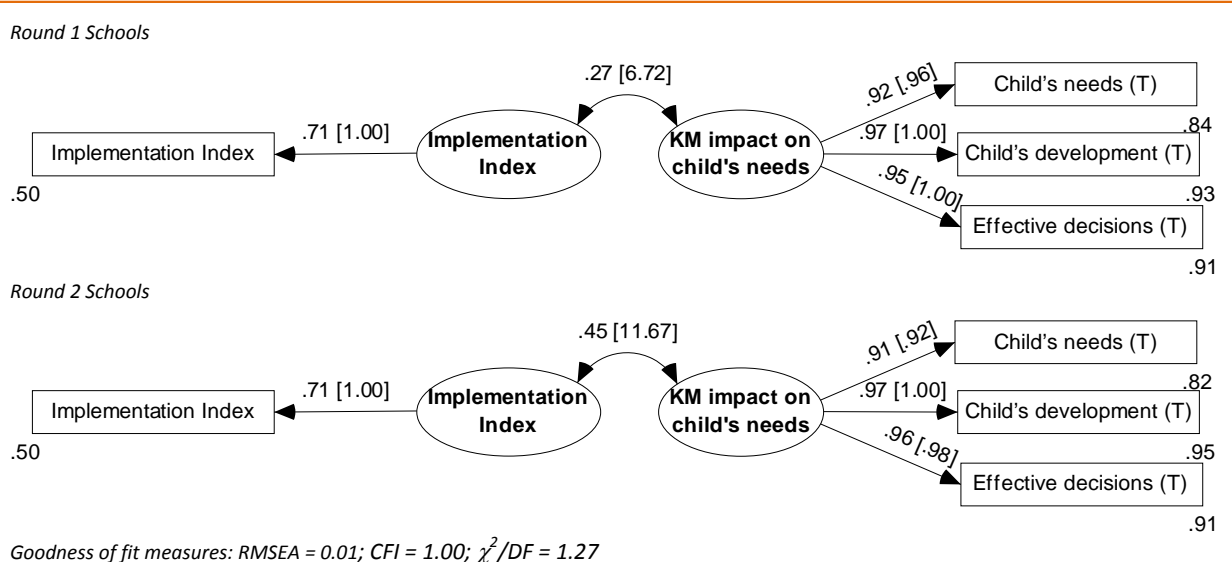 Round 1 Schools
.27 [6.72]
.92 [.96]
Child's needs (T)
.84
.71 [1.00]
Implementation Index
.50
Implementation
Index
KM impact on
child's needs
.97 [1.00]
Child's development (T)
.93
.95 [1.00]
Effective decisions (T)
.91
Round 2 Schools
.45 [11.67]
.91 [.92]
Child's needs (T)
.82
.71 [1.00]
Implementation Index
.50
Implementation
Index
KM impact on
child's needs
.97 [1.00]
Child's development (T)
.95
.96 [.98]
Effective decisions (T)
.91
Goodness of fit measures: RMSEA = 0.01; CFI = 1.00; χ²/DF = 1.27